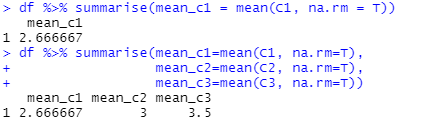 > df %>% summarise(mean_c1 = mean(C1, na.rm = T))
   mean_c1
1 2.666667
> df %>% summarise(mean_c1=mean(C1, na.rm=T),
+                  mean_c2=mean(C2, na.rm=T),
+                  mean_c3=mean(C3, na.rm=T))
   mean_c1 mean_c2 mean_c3
1 2.666667       3     3.5